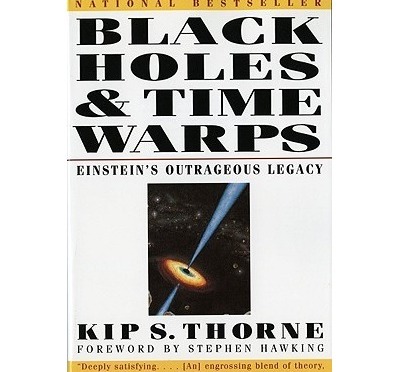 NATIONAL BESTSELLER
BLACK
HOLES
& TIME
WARPS
EINSTEIN'S OUTRAGEOUS LEGACY
KIP S. THORNE
FOREWORD BY STEPHEN HAWKING
"Deeply satisfying. . . . [An] engrossing blend of theory,